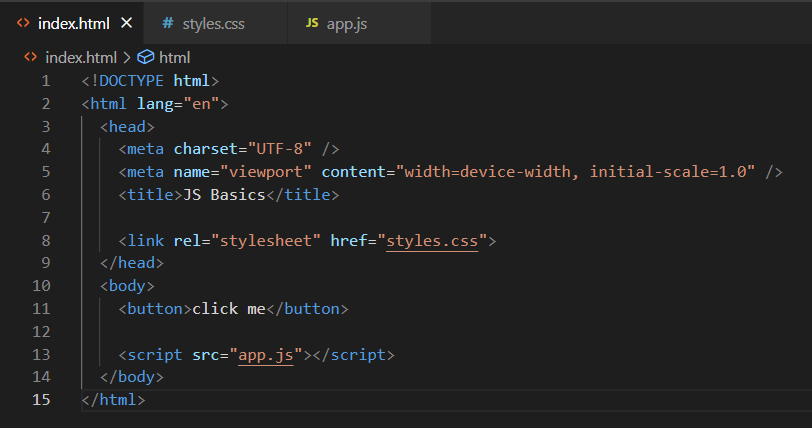 <> index.html × # styles.css JS app.js
<> index.html > html
1 <!DOCTYPE html>
2 <html lang="en">
3 <head>
4 <meta charset="UTF-8" />
5 <meta name="viewport" content="width=device-width, initial-scale=1.0" />
6 <title>JS Basics</title>
7
8 <link rel="stylesheet" href="styles.css">
9 </head>
10 <body>
11 <button>click me</button>
12
13 <script src="app.js"></script>
14 </body>
15 </html>